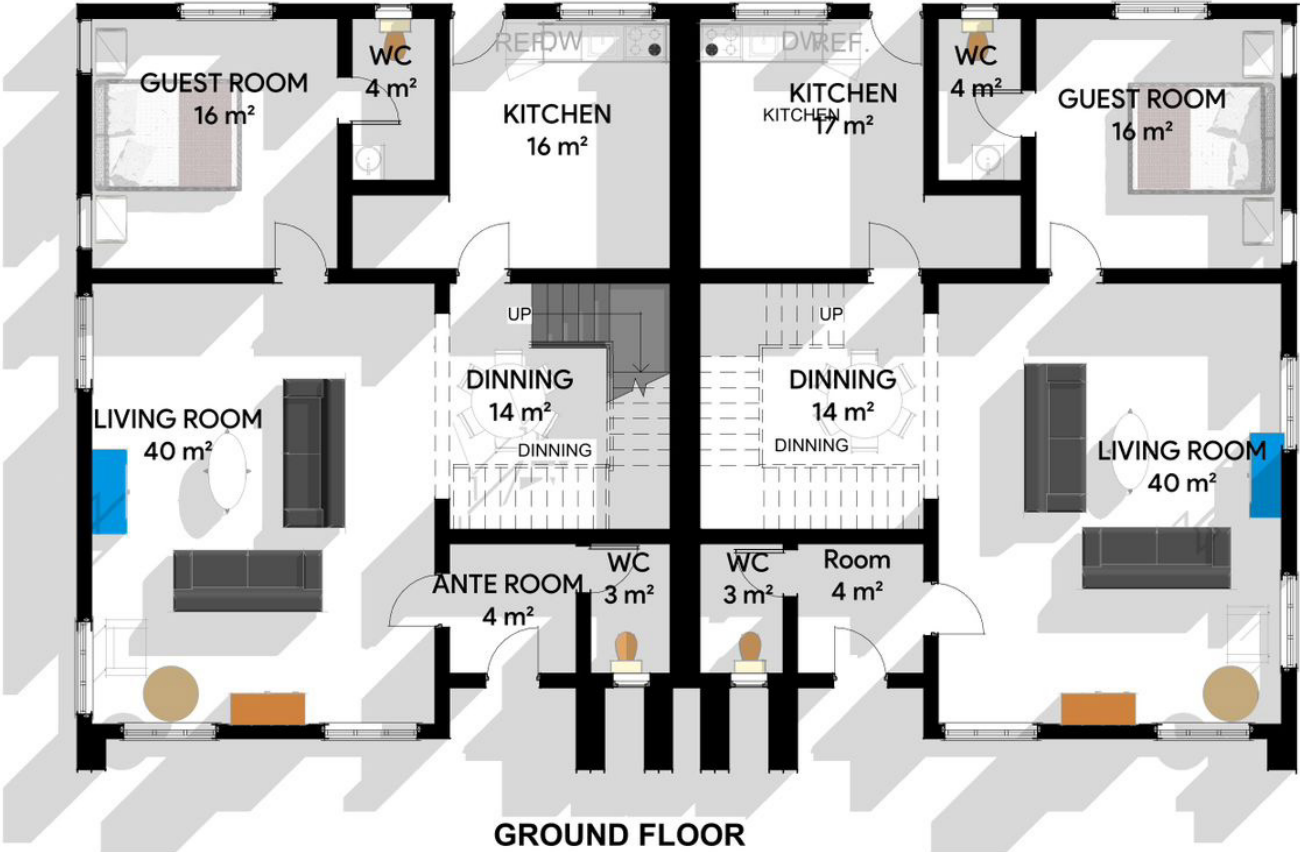 REF.
DW
DW
REF.
WC
4 m²
WC
4 m²
GUEST ROOM
16 m²
KITCHEN
16 m²
KITCHEN
17 m²
KITCHEN
GUEST ROOM
16 m²
UP
UP
DINNING
14 m²
DINNING
14 m²
DINNING
DINNING
LIVING ROOM
40 m²
LIVING ROOM
40 m²
ANTE ROOM
4 m²
WC
3 m²
WC
3 m²
Room
4 m²
GROUND FLOOR